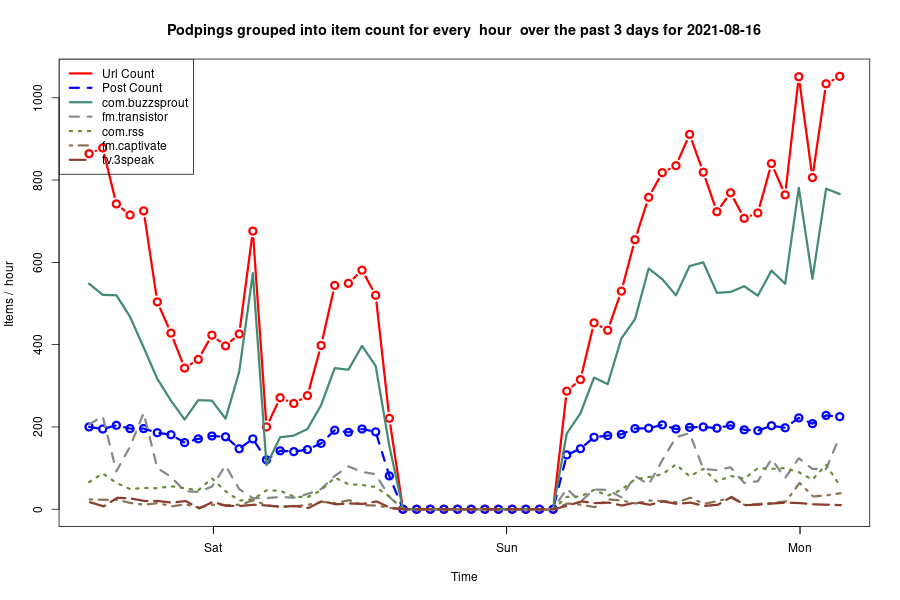 Podpings grouped into item count for every  hour  over the past 3 days for 2021-08-16
Url Count
Post Count
com.buzzsprout
fm.transistor
com.rss
fm.captivate
tv.3speak
Items / hour
1000
800
600
400
200
0
Sat
Sun
Mon
Time